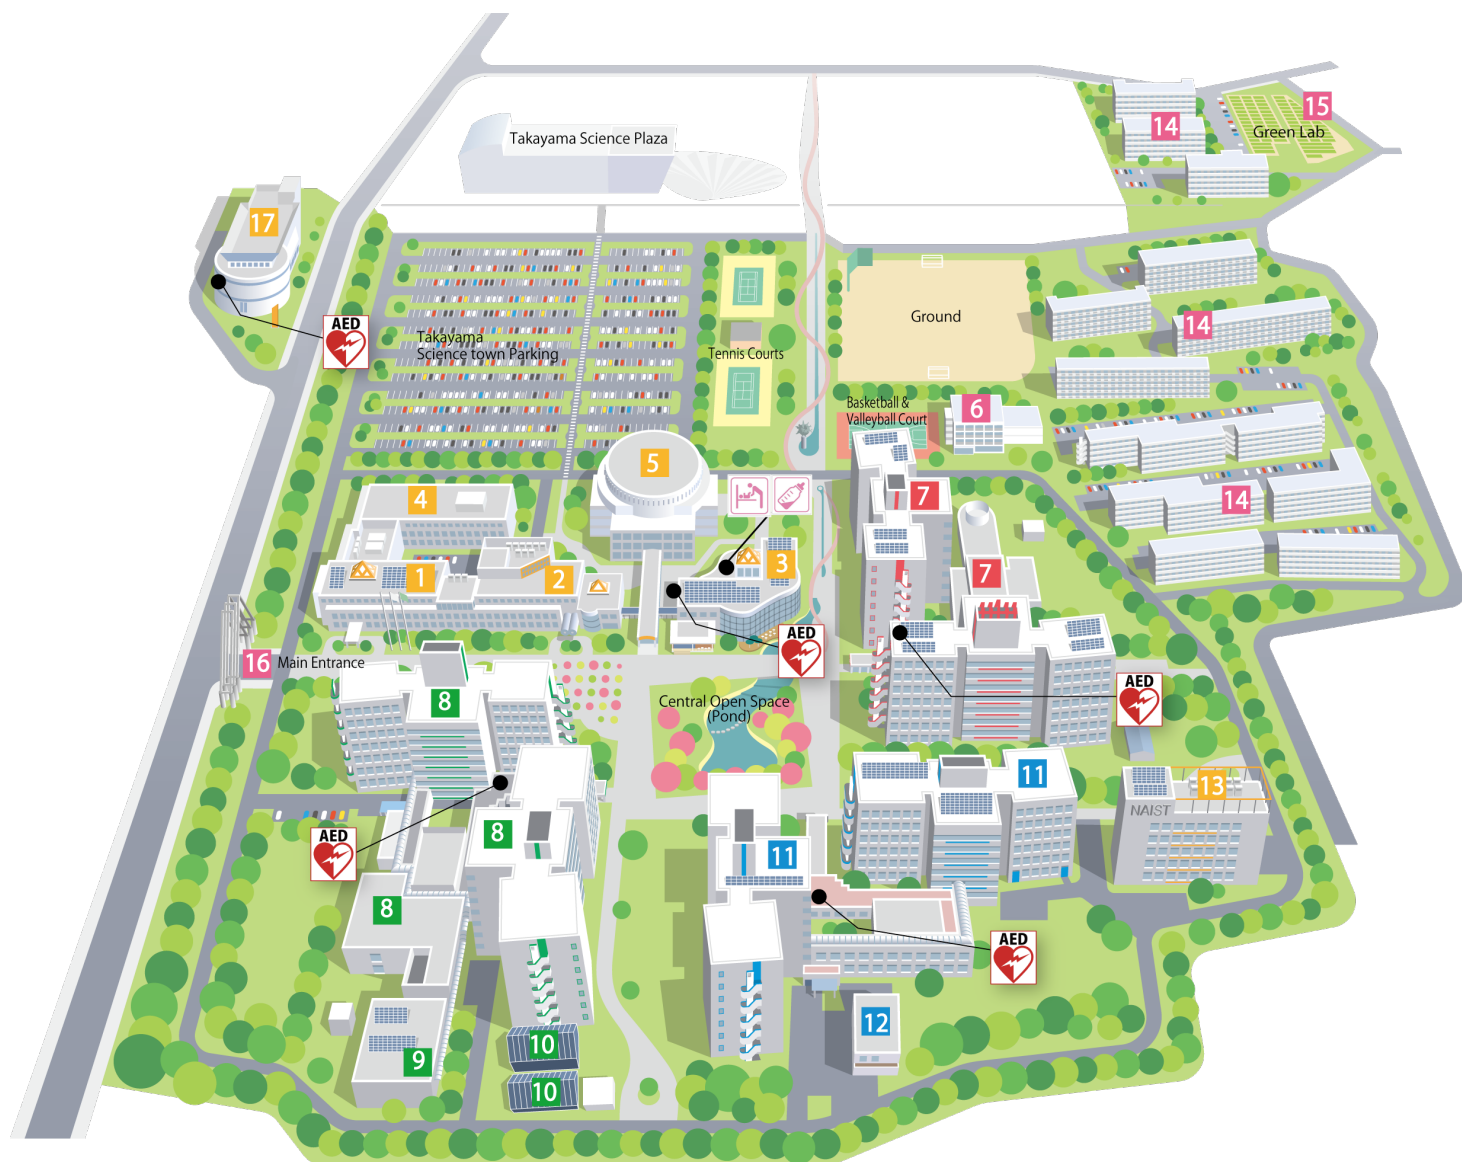 Takayama Science Plaza
14
15
Green Lab
17
AED
Takayama
Science town Parking
Tennis Courts
Ground
14
Basketball &
Valleyball Court
6
5
4
7
14
1
2
3
7
AED
16
Main Entrance
8
Central Open Space
(Pond)
AED
11
13
NAIST
AED
8
11
8
AED
12
9
10
10